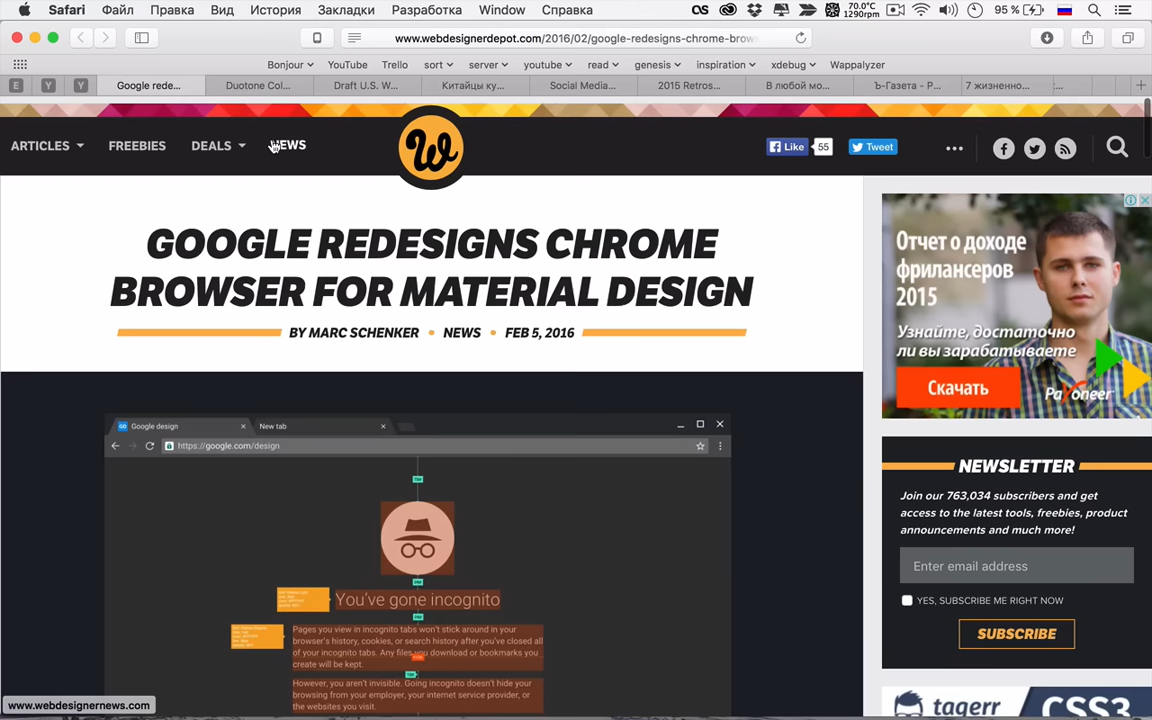 Safari Файл Правка Вид История Закладки Разработка Window Справка
70.0°C
1290rpm
95 %
www.webdesignerdepot.com/2016/02/google-redesigns-chrome-brow
Bonjour YouTube Trello sort server youtube read genesis inspiration xdebug Wappalyzer
E Y Y Google rede... Duotone Col... Draft U.S. W... Китайцы ку... Social Media... 2015 Retros... В любой мо... Ъ-Газета - Р... 7 жизненно...
ARTICLES FREEBIES DEALS NEWS
Like 55 Tweet
GOOGLE REDESIGNS CHROME
BROWSER FOR MATERIAL DESIGN
BY MARC SCHENKER • NEWS • FEB 5, 2016
Отчет о доходе
фрилансеров
2015
Узнайте, достаточно
ли вы зарабатываете
Скачать
Payoneer
Google design New tab
https://google.com/design
You've gone incognito
Pages you view in incognito tabs won't stick around in your
browser's history, cookies, or search history after you've closed all
of your incognito tabs. Any files you download or bookmarks you
create will be kept.
However, you aren't invisible. Going incognito doesn't hide your
browsing from your employer, your internet service provider, or
the websites you visit.
NEWSLETTER
Join our 763,034 subscribers and get
access to the latest tools, freebies, product
announcements and much more!
Enter email address
YES, SUBSCRIBE ME RIGHT NOW
SUBSCRIBE
tagerr
CSS3
www.webdesignernews.com